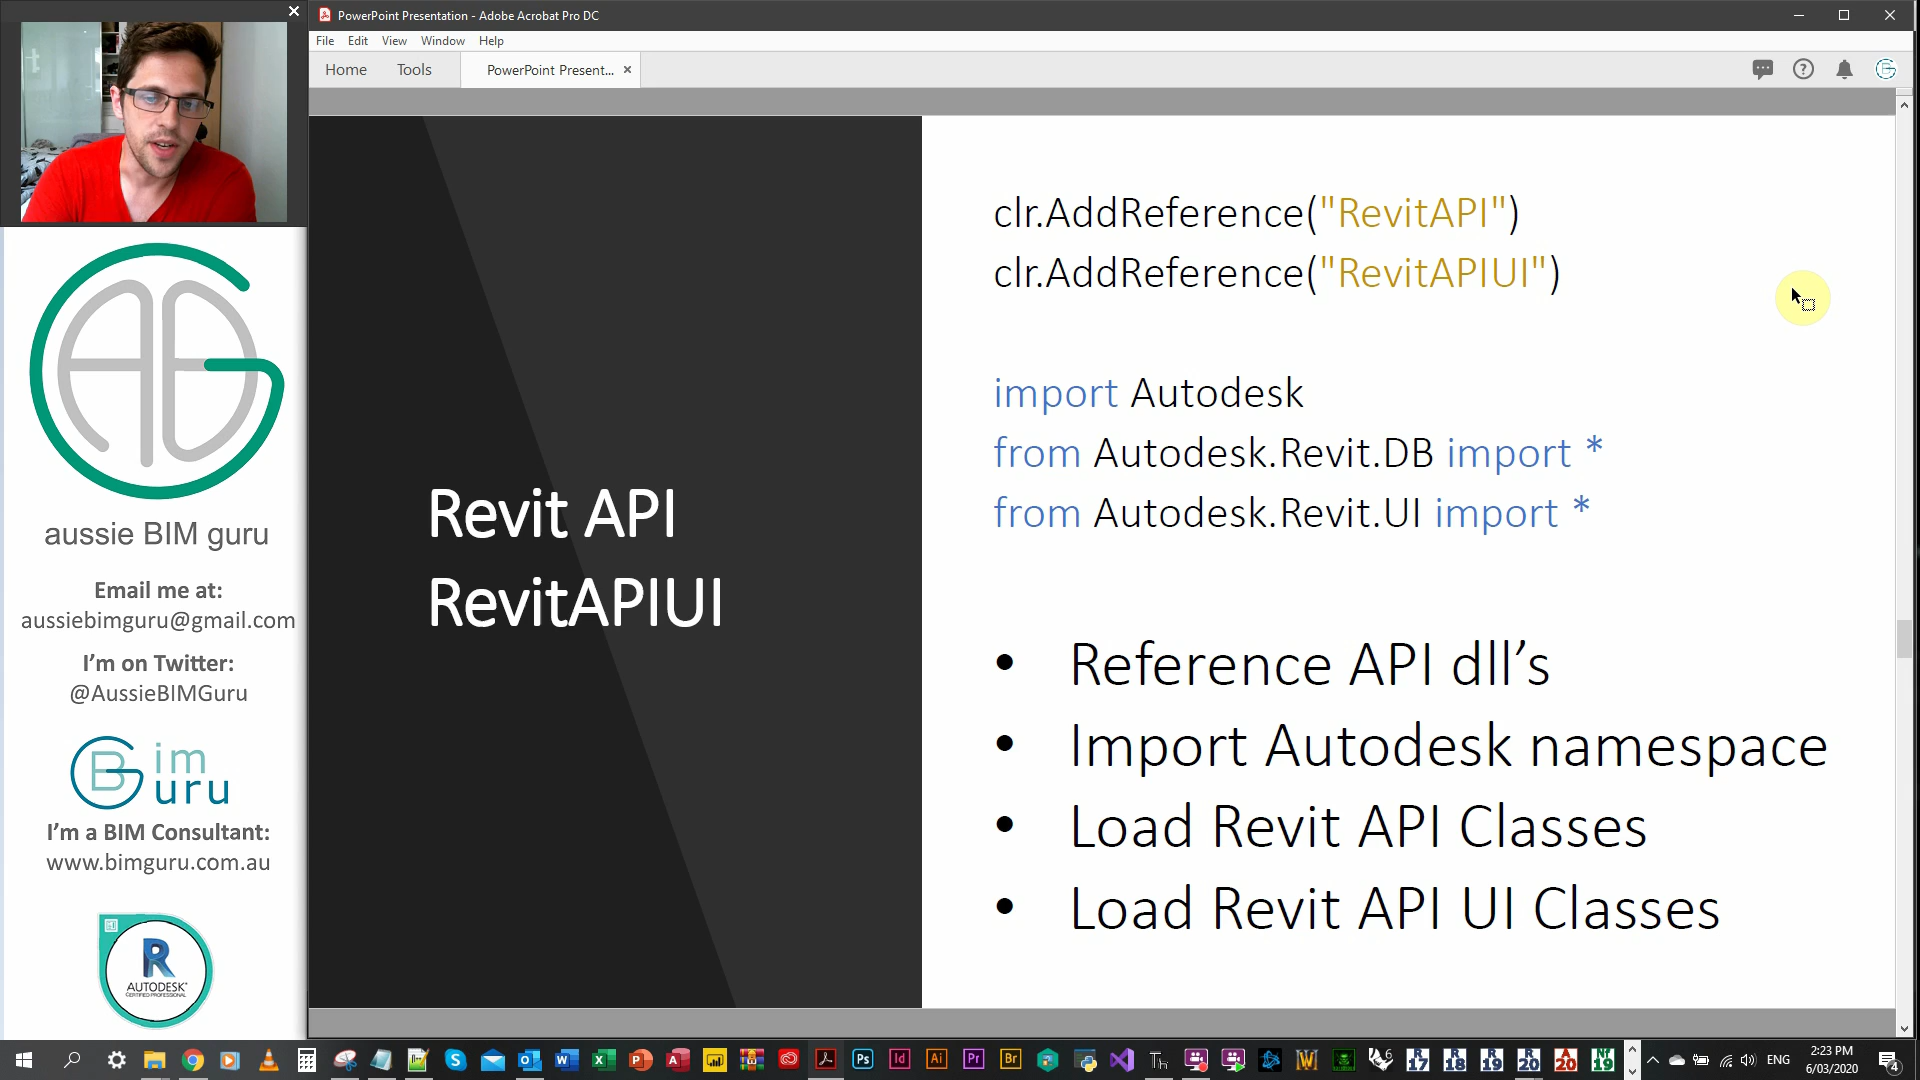 PowerPoint Presentation - Adobe Acrobat Pro DC
File Edit View Window Help
Home Tools PowerPoint Present...
clr.AddReference("RevitAPI")
clr.AddReference("RevitAPIUI")
import Autodesk
from Autodesk.Revit.DB import *
from Autodesk.Revit.UI import *
Revit API
RevitAPIUI
• Reference API dll’s
• Import Autodesk namespace
• Load Revit API Classes
• Load Revit API UI Classes
aussie BIM guru
Email me at:
aussiebimguru@gmail.com
I’m on Twitter:
@AussieBIMGuru
Bim
Guru
I’m a BIM Consultant:
www.bimguru.com.au
R
AUTODESK
CERTIFIED PROFESSIONAL
ENG
2:23 PM
6/03/2020